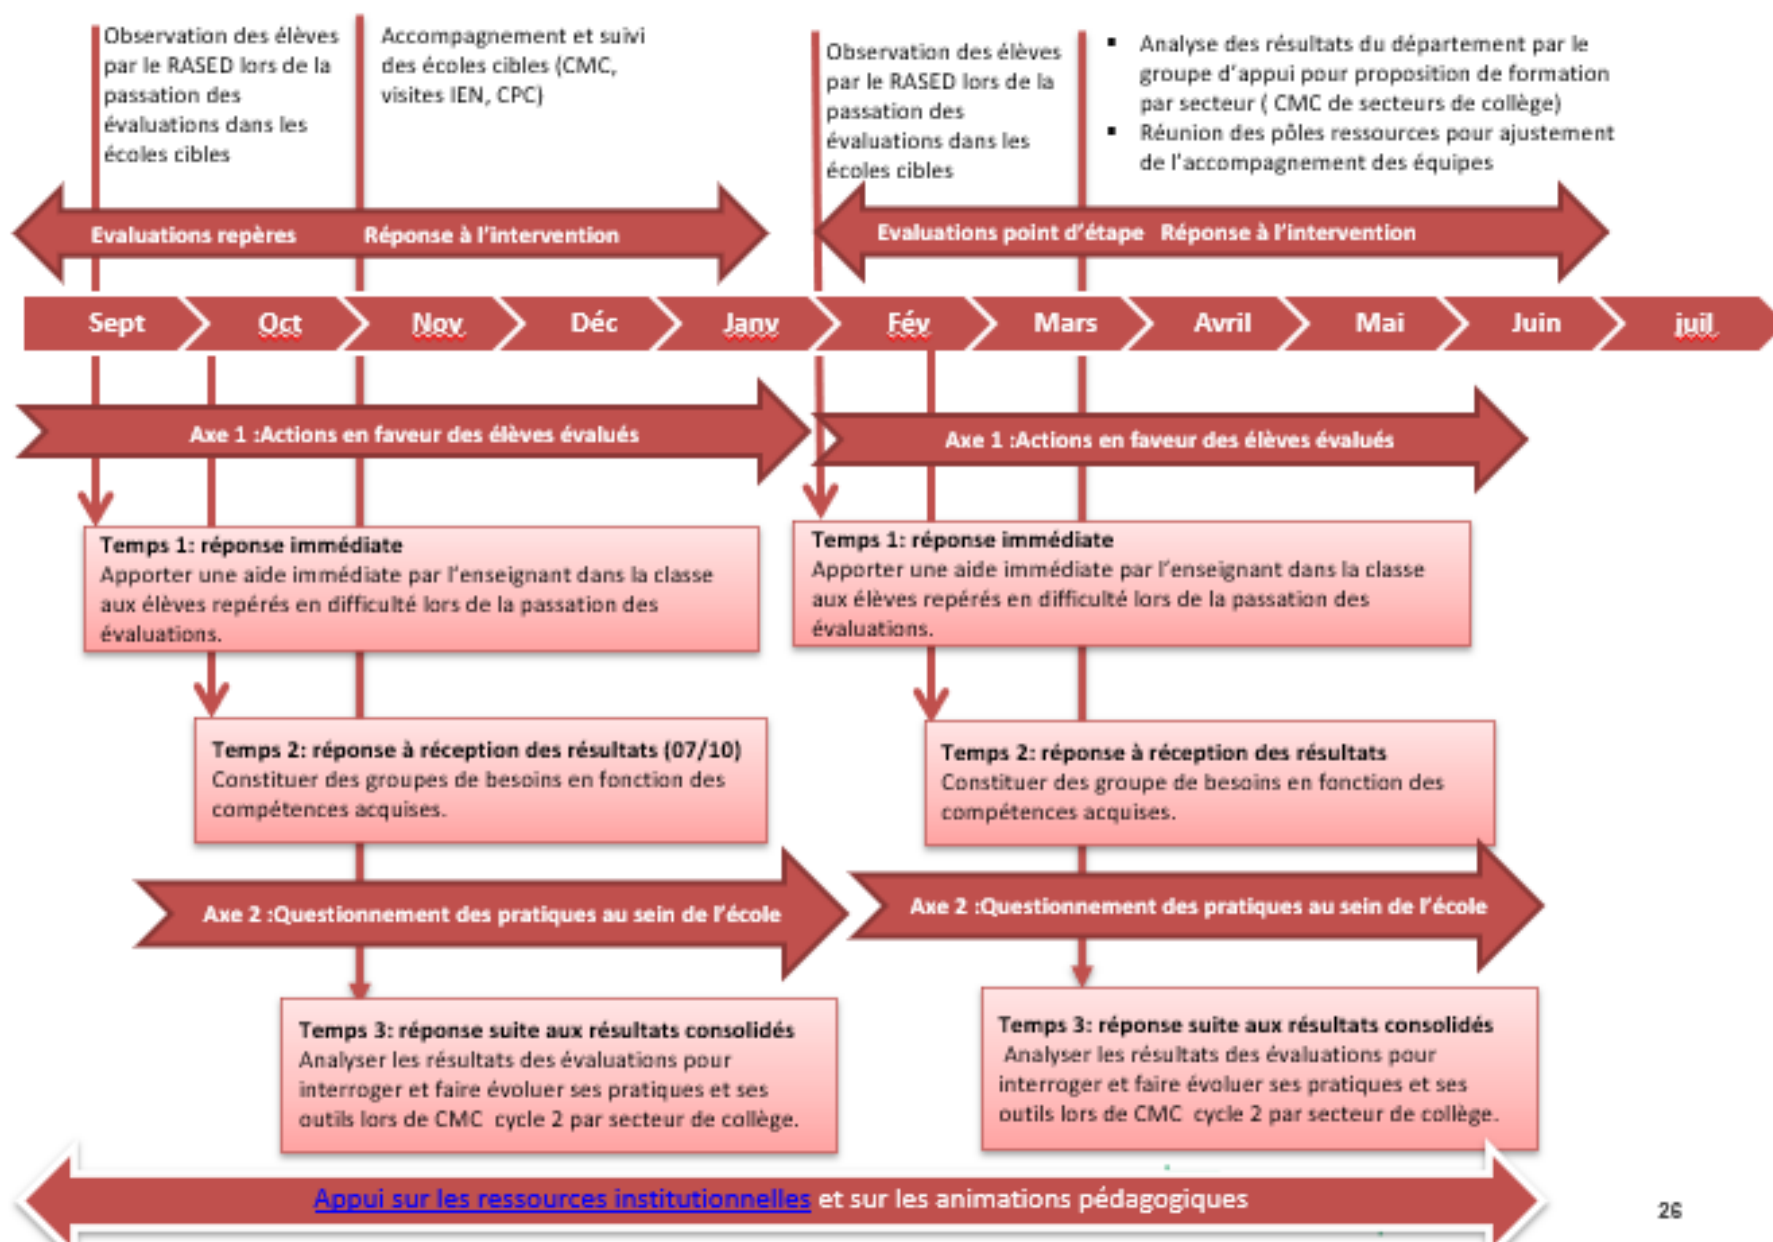 Observation des élèves
par le RASED lors de la
passation des
évaluations dans les
écoles cibles
Accompagnement et suivi
des écoles cibles (CMC,
visites IEN, CPC)
Observation des élèves
par le RASED lors de la
passation des
évaluations dans les
écoles cibles
▪ Analyse des résultats du département par le
groupe d'appui pour proposition de formation
par secteur ( CMC de secteurs de collège)
▪ Réunion des pôles ressources pour ajustement
de l'accompagnement des équipes
Evaluations repères Réponse à l'intervention
Evaluations point d'étape Réponse à l'intervention
Sept Oct Nov Déc Janv Fév Mars Avril Mai Juin juil
Axe 1 :Actions en faveur des élèves évalués
Axe 1 :Actions en faveur des élèves évalués
Temps 1: réponse immédiate
Apporter une aide immédiate par l'enseignant dans la classe
aux élèves repérés en difficulté lors de la passation des
évaluations.
Temps 1: réponse immédiate
Apporter une aide immédiate par l'enseignant dans la classe
aux élèves repérés en difficulté lors de la passation des
évaluations.
Temps 2: réponse à réception des résultats (07/10)
Constituer des groupes de besoins en fonction des
compétences acquises.
Temps 2: réponse à réception des résultats
Constituer des groupe de besoins en fonction des
compétences acquises.
Axe 2 :Questionnement des pratiques au sein de l'école
Axe 2 :Questionnement des pratiques au sein de l'école
Temps 3: réponse suite aux résultats consolidés
Analyser les résultats des évaluations pour
interroger et faire évoluer ses pratiques et ses
outils lors de CMC cycle 2 par secteur de collège.
Temps 3: réponse suite aux résultats consolidés
Analyser les résultats des évaluations pour
interroger et faire évoluer ses pratiques et ses
outils lors de CMC cycle 2 par secteur de collège.
Appui sur les ressources institutionnelles et sur les animations pédagogiques
26